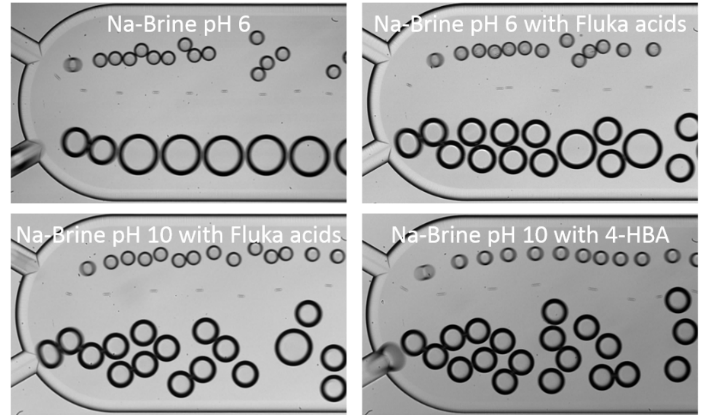 Na-Brine pH 6
Na-Brine pH 6 with Fluka acids
Na-Brine pH 10 with Fluka acids
Na-Brine pH 10 with 4-HBA